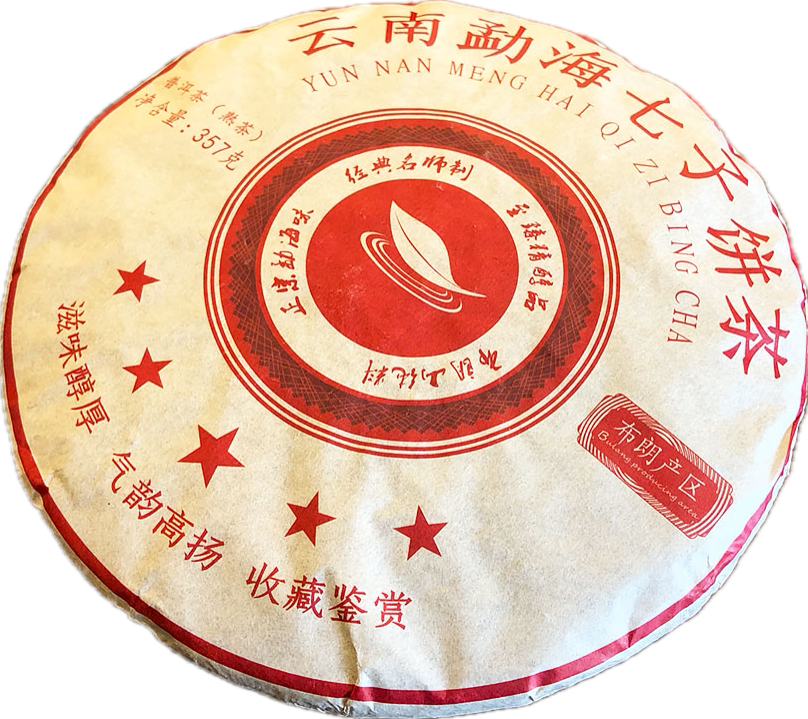 云南勐海七子饼茶
YUN NAN MENG HAI QI ZI BING CHA
普洱茶（熟茶）
净含量：357克
经典名师制
布朗山纯料
滋味醇厚 气韵高扬 收藏鉴赏
布朗产区
Bulang producing area